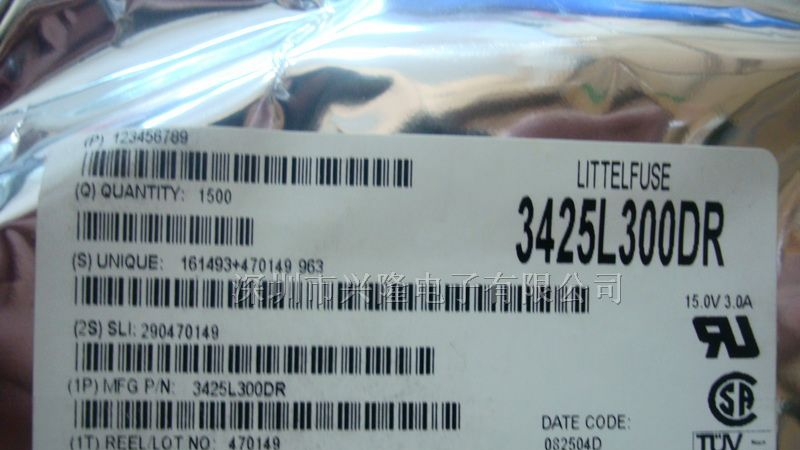 (P) 123456789
LITTELFUSE
(Q) QUANTITY: 1500
3425L300DR
(S) UNIQUE: 161493+470149 963
深圳市兴隆电子有限公司
15.0V 3.0A
(2S) SLI: 290470149
(1P) MFG P/N: 3425L300DR
DATE CODE:
082504D
(1T) REEL/LOT NO: 470149
TÜV